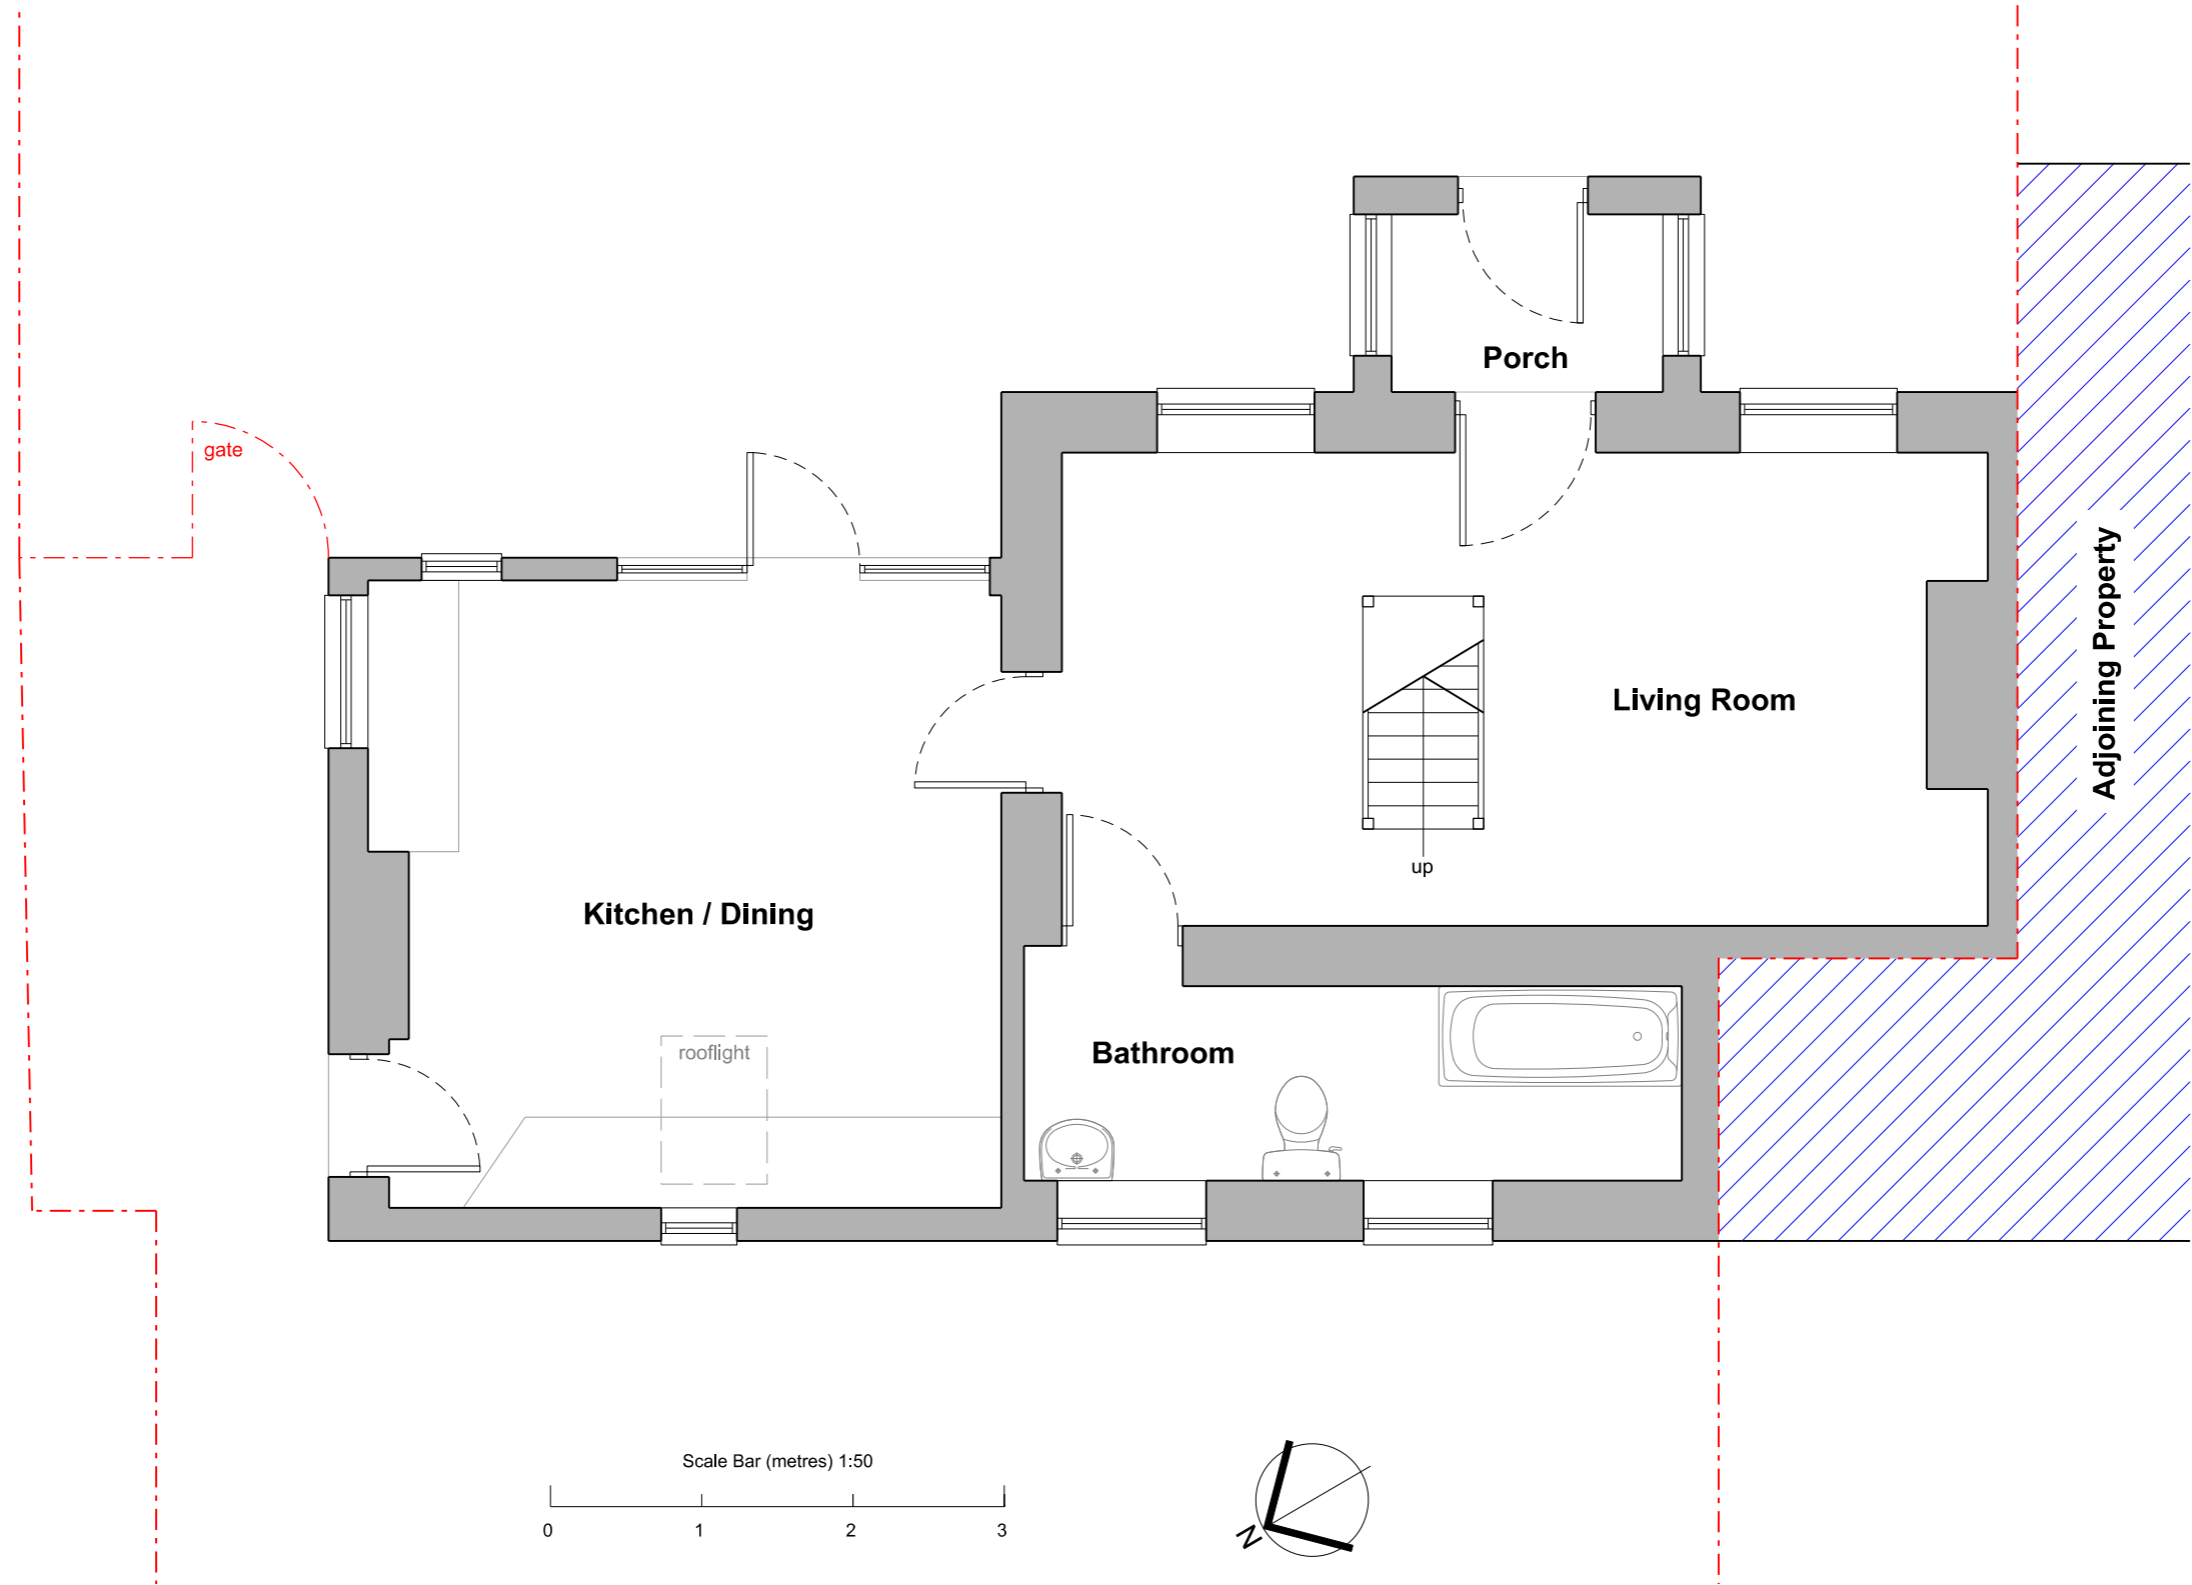 Porch
gate
Adjoining Property
Living Room
up
Kitchen / Dining
rooflight
Bathroom
Scale Bar (metres) 1:50
0 1 2 3
N